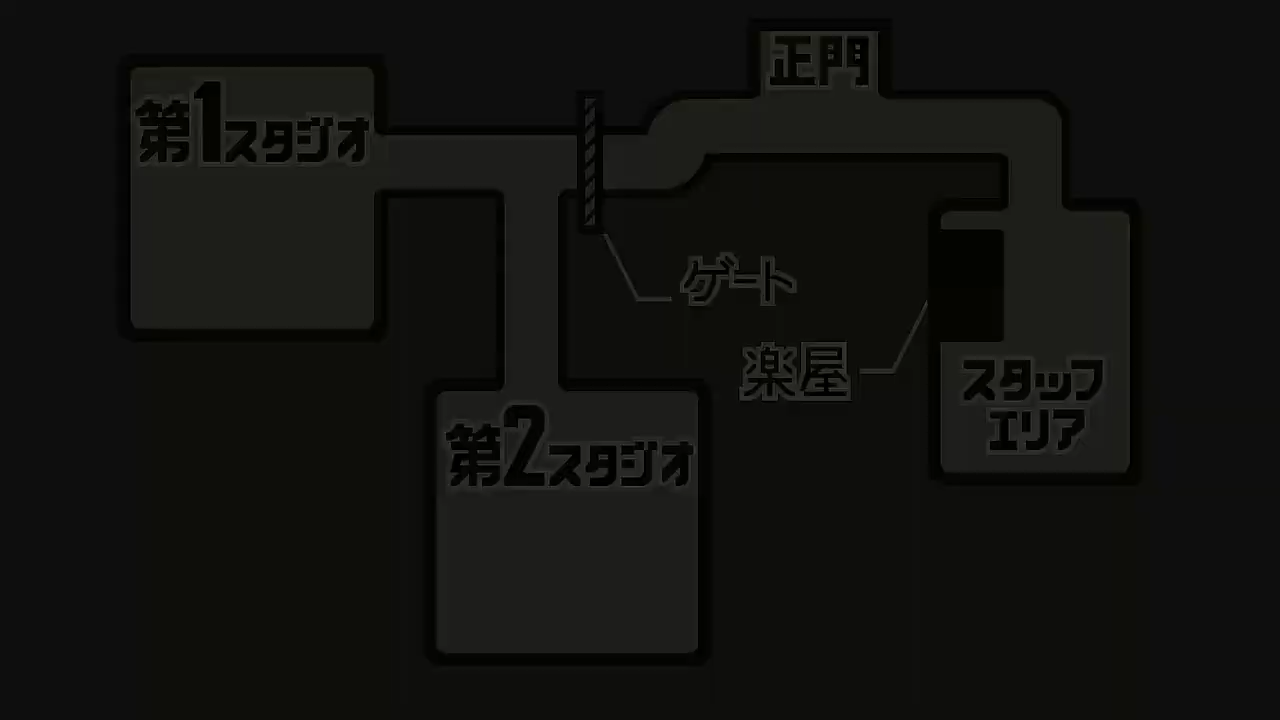 正門
第1スタジオ
ゲート
楽屋
スタッフ
エリア
第2スタジオ